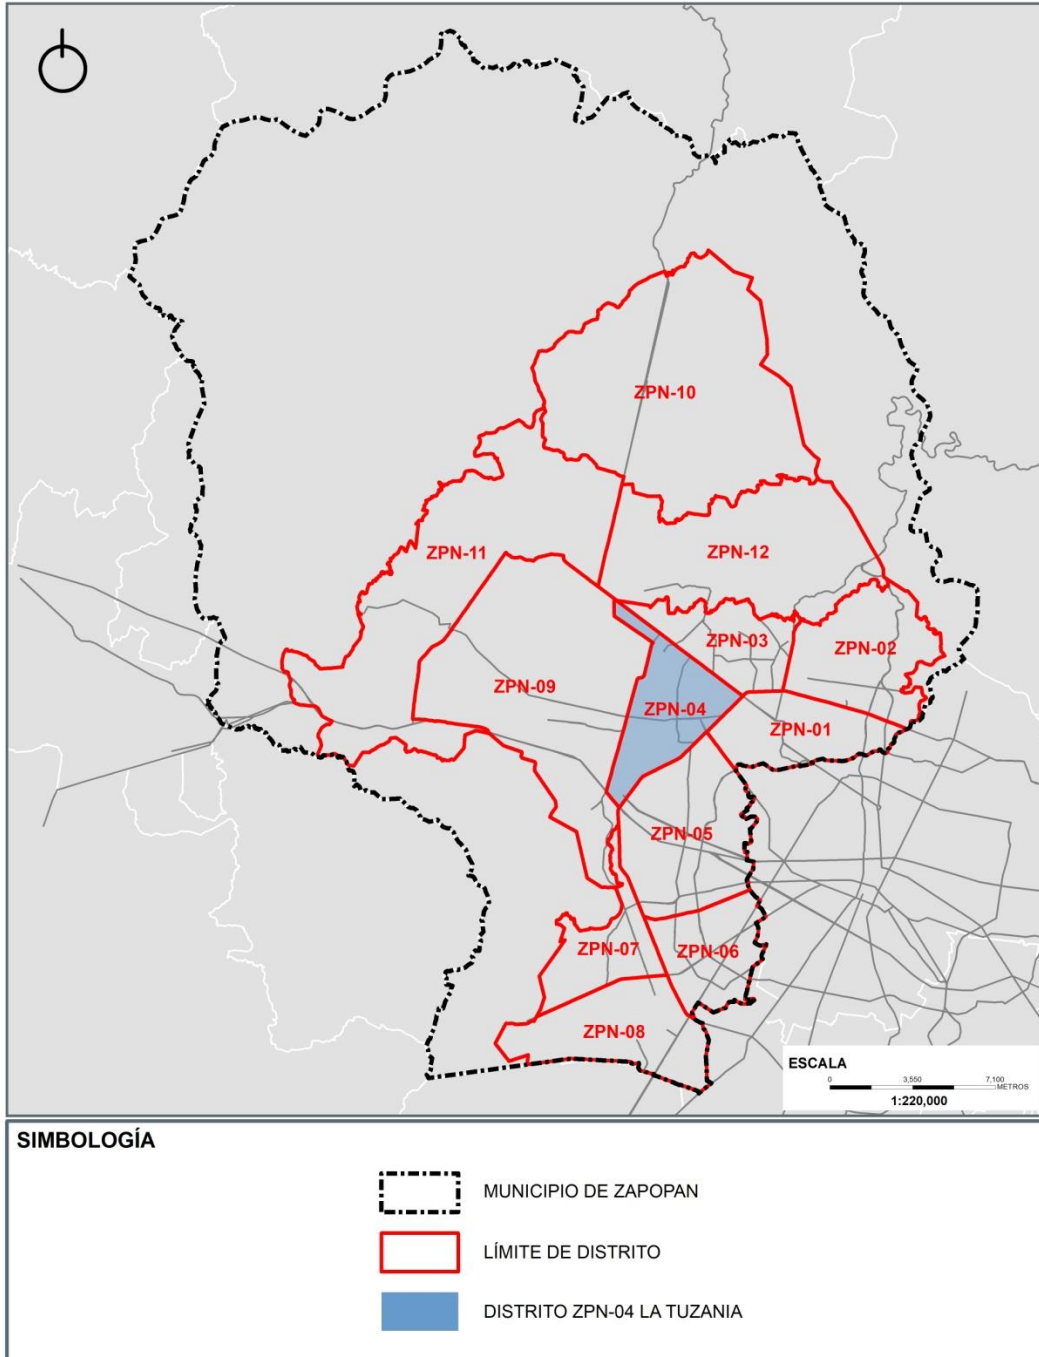 ZPN-10
ZPN-11
ZPN-12
ZPN-03
ZPN-02
ZPN-09
ZPN-04
ZPN-01
ZPN-05
ZPN-07
ZPN-06
ZPN-08
ESCALA
0 3,550 7,100
METROS
1:220,000
SIMBOLOGÍA
MUNICIPIO DE ZAPOPAN
LÍMITE DE DISTRITO
DISTRITO ZPN-04 LA TUZANIA